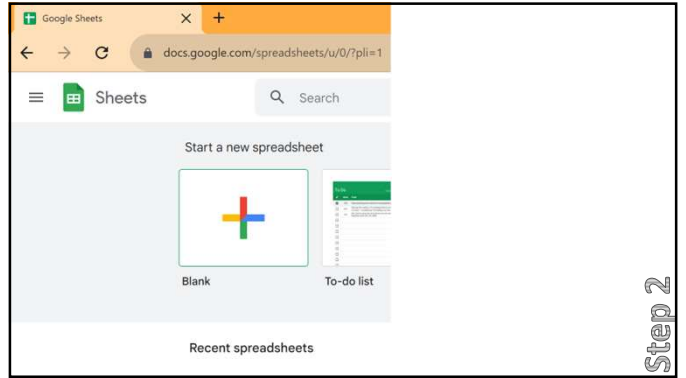 Google Sheets
docs.google.com/spreadsheets/u/0/?pli=1
Sheets
Search
Start a new spreadsheet
Blank
To-do list
Recent spreadsheets
Step 2